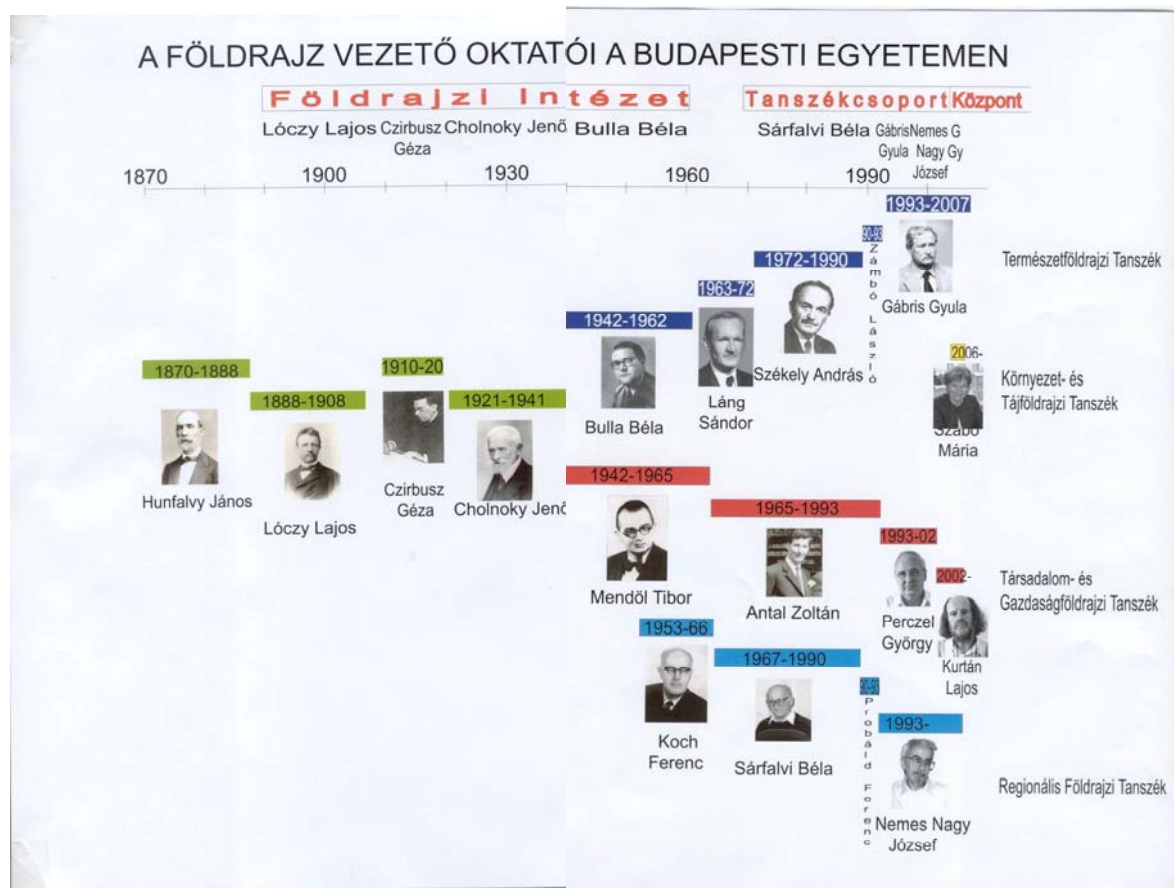 A FÖLDRAJZ VEZETŐ OKTATÓI A BUDAPESTI EGYETEMEN
Földrajzi Intézet
Tanszékcsoport Központ
Lóczy Lajos
Czirbusz
Géza
Cholnoky Jenő
Bulla Béla
Sárfalvi Béla
Gábris
Gyula
Nemes
Nagy
József
G
Gy
1870
1900
1930
1960
1990
1993-2007
Gábris Gyula
Természetföldrajzi Tanszék
90-93
Zámbó László
1972-1990
Székely András
1963-72
Láng
Sándor
1942-1962
Bulla Béla
2006-
Szabó
Mária
Környezet- és
Tájföldrajzi Tanszék
1870-1888
Hunfalvy János
1888-1908
Lóczy Lajos
1910-20
Czirbusz
Géza
1921-1941
Cholnoky Jenő
1942-1965
Mendöl Tibor
1965-1993
Antal Zoltán
1993-02
Perczel
György
2002-
Kurtán
Lajos
Társadalom- és
Gazdaságföldrajzi Tanszék
1953-66
Koch
Ferenc
1967-1990
Sárfalvi Béla
90-93
Probáld Ferenc
1993-
Nemes Nagy
József
Regionális Földrajzi Tanszék